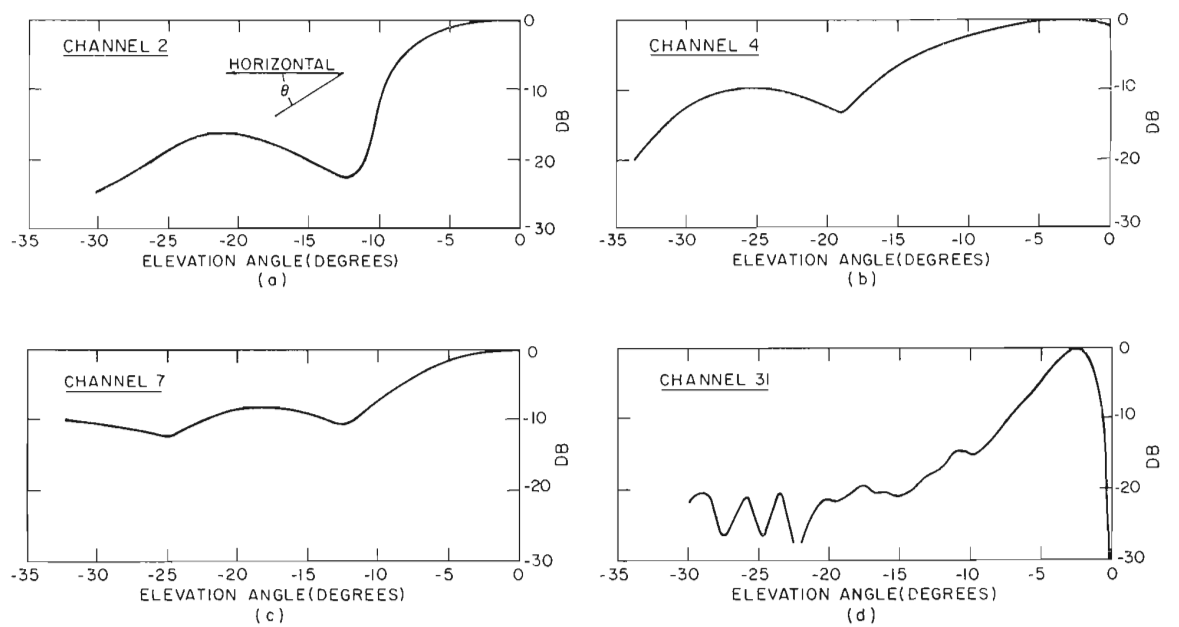 CHANNEL 2
HORIZONTAL
θ
0
-10
-20
-30
DB
-35 -30 -25 -20 -15 -10 -5 0
ELEVATION ANGLE(DEGREES)
(a)
CHANNEL 4
0
-10
-20
-30
DB
-35 -30 -25 -20 -15 -10 -5 0
ELEVATION ANGLE(DEGREES)
(b)
CHANNEL 7
0
-10
-20
-30
DB
-35 -30 -25 -20 -15 -10 -5 0
ELEVATION ANGLE(DEGREES)
(c)
CHANNEL 31
0
-10
-20
-30
DB
-35 -30 -25 -20 -15 -10 -5 0
ELEVATION ANGLE(DEGREES)
(d)